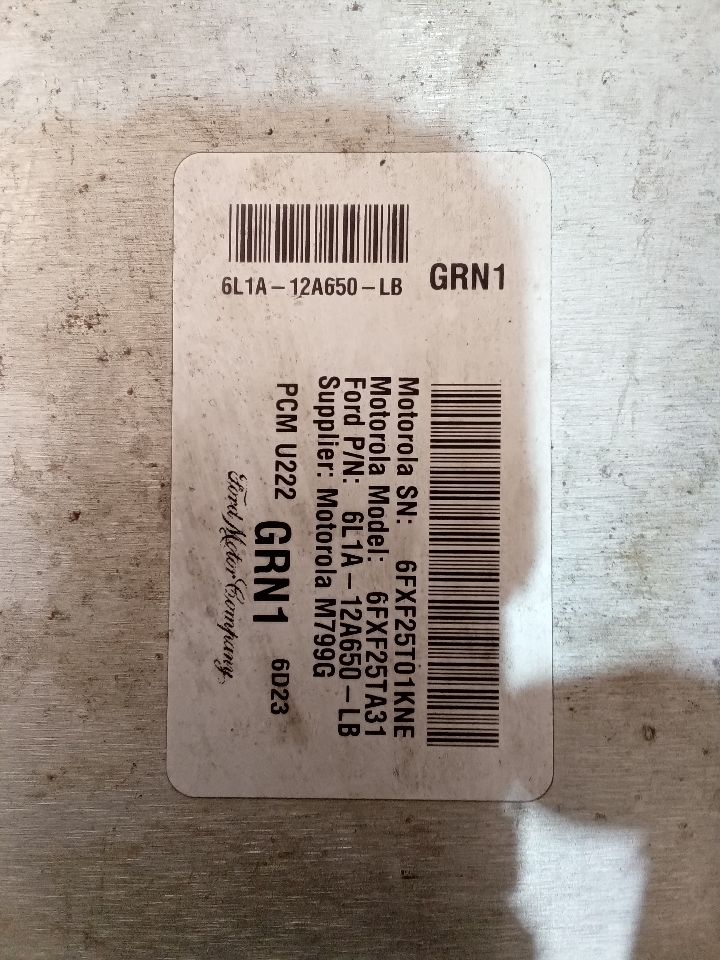 6L1A-12A650-LB
GRN1
Motorola SN: 6FXF25T01KNE
Motorola Model: 6FXF25TA31
Ford P/N: 6L1A-12A650-LB
Supplier: Motorola M799G
PCM U222 GRN1 6D23
Ford Motor Company,